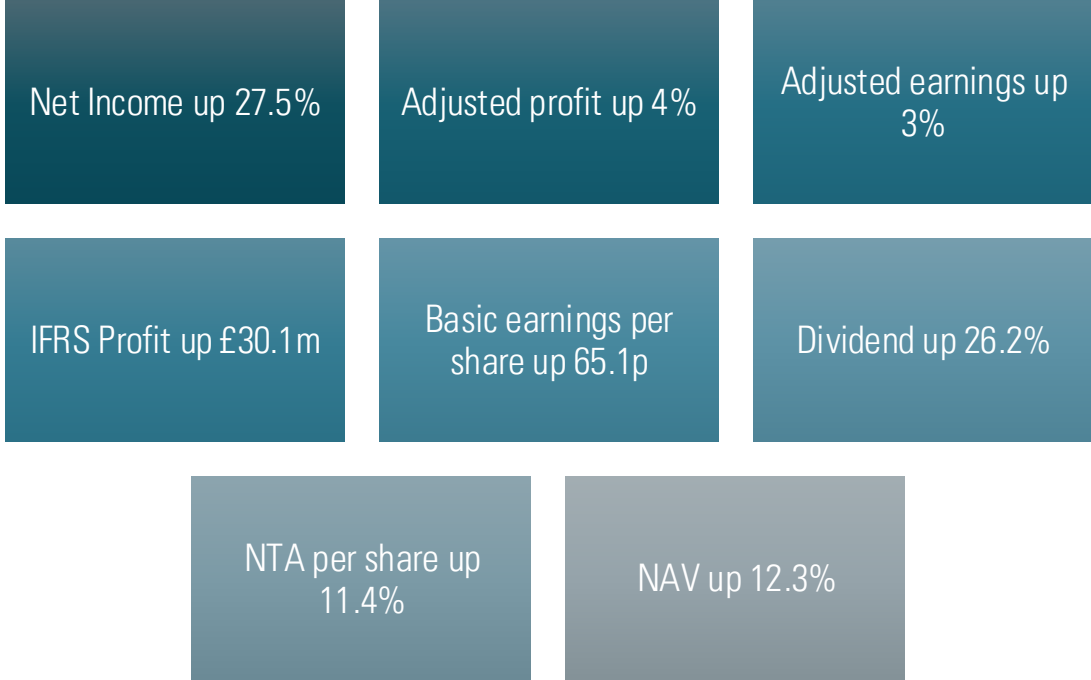 Net Income up 27.5%
Adjusted profit up 4%
Adjusted earnings up
3%
IFRS Profit up £30.1m
Basic earnings per
share up 65.1p
Dividend up 26.2%
NTA per share up
11.4%
NAV up 12.3%